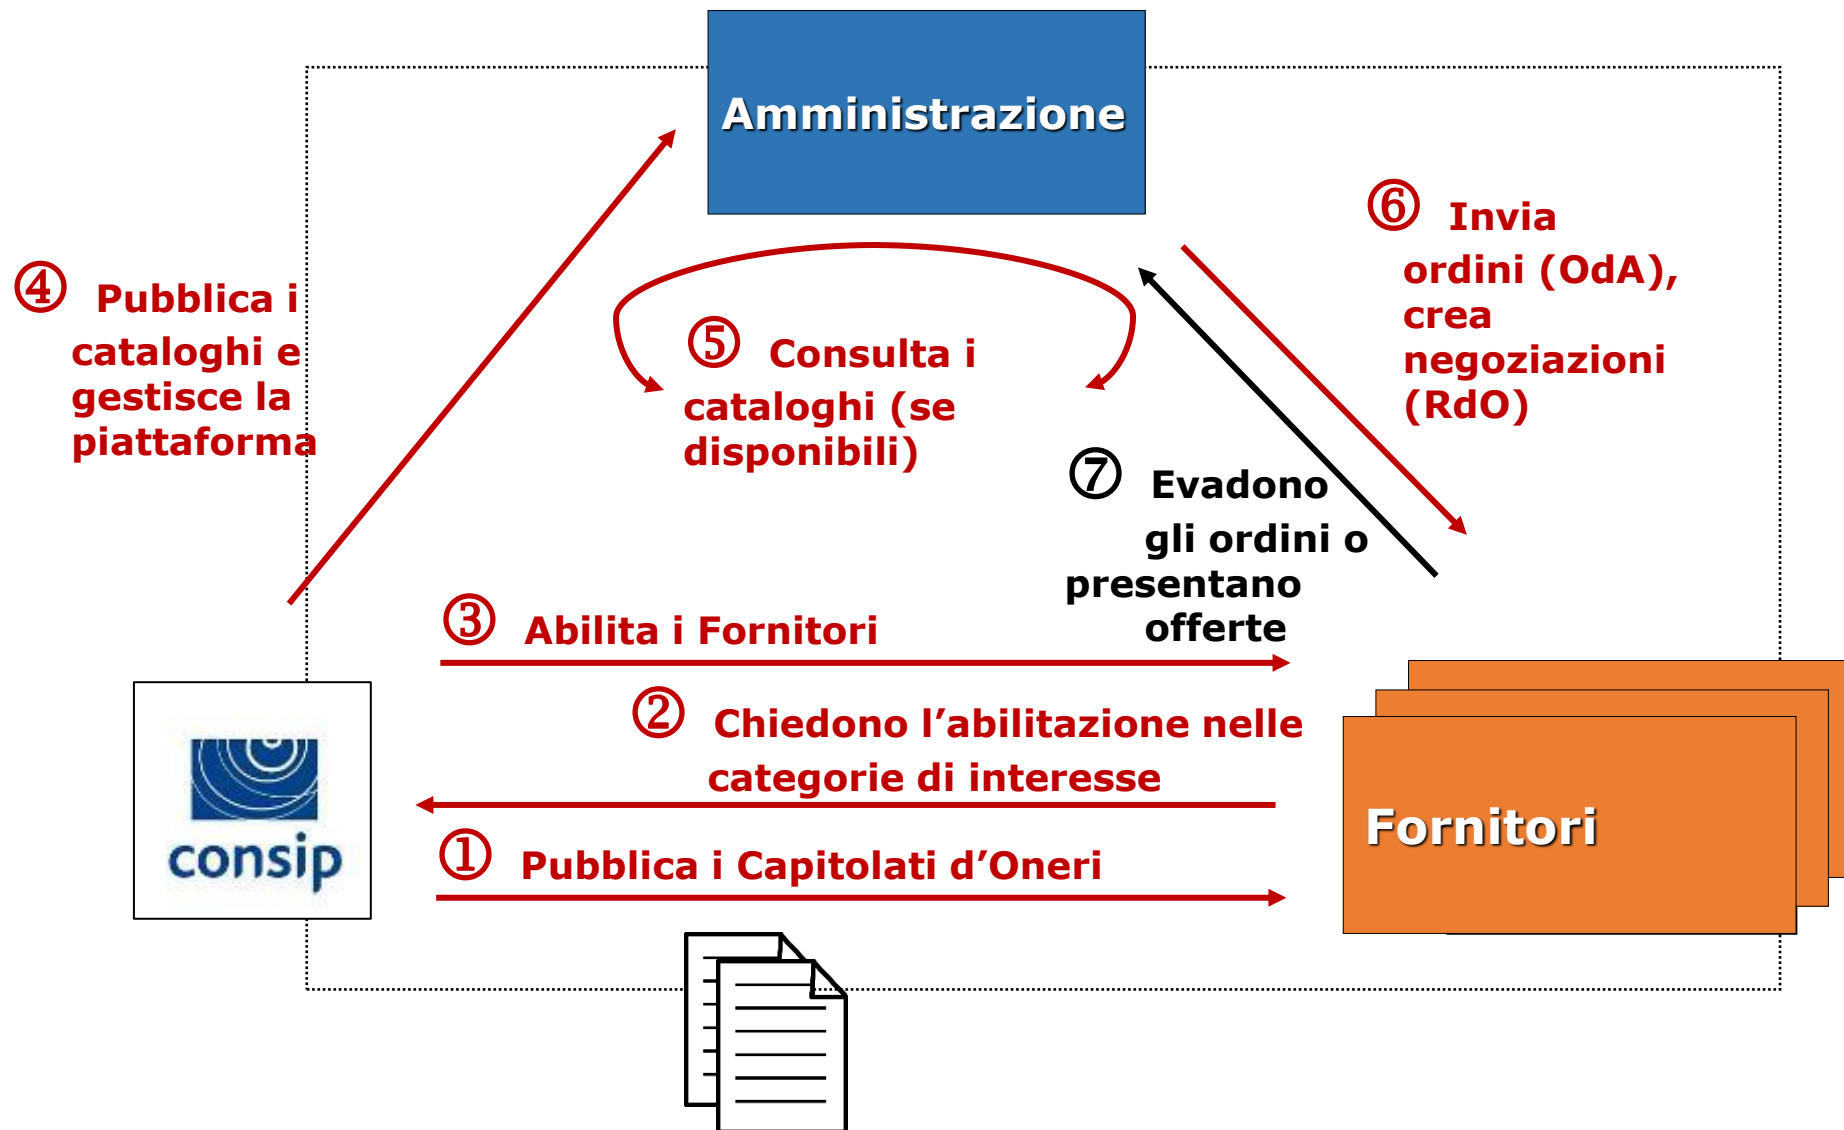 Amministrazione
④ Pubblica i
cataloghi e
gestisce la
piattaforma
⑤ Consulta i
cataloghi (se
disponibili)
⑥ Invia
ordini (OdA),
crea
negoziazioni
(RdO)
⑦ Evadono
gli ordini o
presentano
offerte
③ Abilita i Fornitori
② Chiedono l’abilitazione nelle
categorie di interesse
① Pubblica i Capitolati d’Oneri
consip
Fornitori